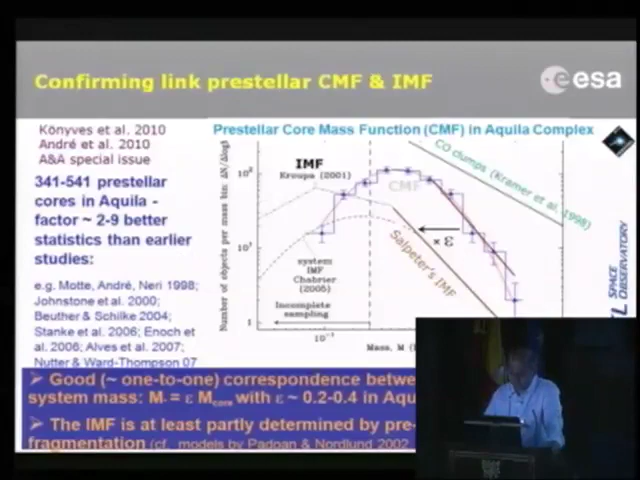 Confirming link prestellar CMF & IMF
esa
Könyves et al. 2010
André et al. 2010
A&A special issue
341-541 prestellar
cores in Aquila -
factor ~ 2-9 better
statistics than earlier
studies:
e.g. Motte, André, Neri 1998;
Johnstone et al. 2000;
Beuther & Schilke 2004;
Stanke et al. 2006; Enoch et
al. 2006; Alves et al. 2007;
Nutter & Ward-Thompson 07
Prestellar Core Mass Function (CMF) in Aquila Complex
Number of objects per mass bin: ΔN/Δlog
IMF
Kroupa (2001)
CMF
CO clumps (Kramer et al. 1998)
× ε
Salpeter's IMF
system
IMF
Chabrier
(2005)
Incomplete
sampling
Mass, M
SPACE
OBSERVATORY
➤ Good (~ one-to-one) correspondence betwe
system mass: M* = ε Mcore with ε ~ 0.2-0.4 in Aqu
➤ The IMF is at least partly determined by pre-
fragmentation (cf. models by Padoan & Nordlund 2002